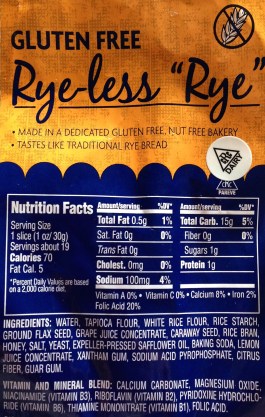 GLUTEN FREE
Rye-less "Rye"
• MADE IN A DEDICATED GLUTEN FREE, NUT FREE BAKERY
• TASTES LIKE TRADITIONAL RYE BREAD
DAIRY
PAREVE
Nutrition Facts
Serving Size
1 slice (1 oz/30g)
Servings about 19
Calories 70
Fat Cal. 5
*Percent Daily Values are based
on a 2,000 calorie diet.
Amount/serving %DV*
Total Fat 0.5g 1%
Sat. Fat 0g 0%
Trans Fat 0g
Cholest. 0mg 0%
Sodium 100mg 4%
Amount/serving %DV*
Total Carb. 15g 5%
Fiber 0g 0%
Sugars 1g
Protein 1g
Vitamin A 0% • Vitamin C 0% • Calcium 8% • Iron 2%
Folic Acid 20%
INGREDIENTS: WATER, TAPIOCA FLOUR, WHITE RICE FLOUR, RICE STARCH,
GROUND FLAX SEED, GRAPE JUICE CONCENTRATE, CARAWAY SEED, RICE BRAN,
HONEY, SALT, YEAST, EXPELLER-PRESSED SAFFLOWER OIL, BAKING SODA, LEMON
JUICE CONCENTRATE, XANTHAM GUM, SODIUM ACID PYROPHOSPHATE, CITRUS
FIBER, GUAR GUM.
VITAMIN AND MINERAL BLEND: CALCIUM CARBONATE, MAGNESIUM OXIDE,
NIACINAMIDE (VITAMIN B3), RIBOFLAVIN (VITAMIN B2), PYRIDOXINE HYDROCHLO-
RIDE (VITAMIN B6), THIAMINE MONONITRATE (VITAMIN B1), FOLIC ACID.